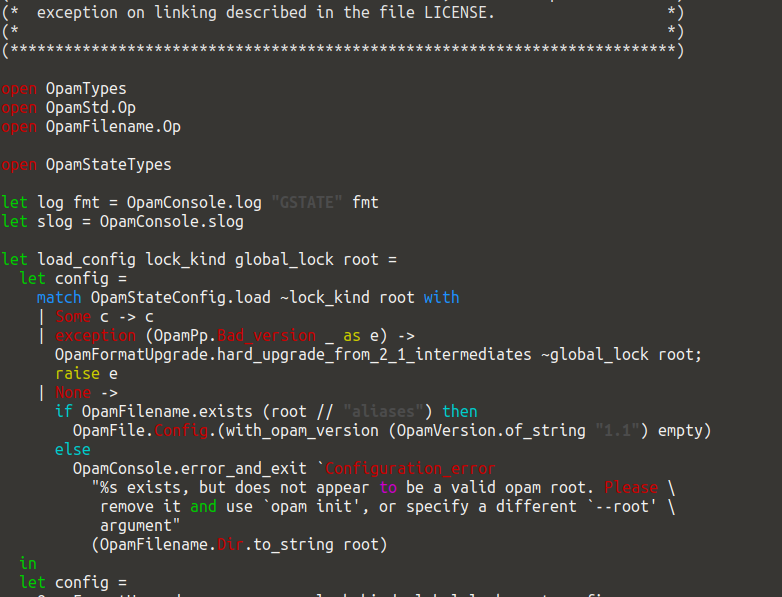 (*  exception on linking described in the file LICENSE.                   *)
(*                                                                        *)
(**************************************************************************)

open OpamTypes
open OpamStd.Op
open OpamFilename.Op

open OpamStateTypes

let log fmt = OpamConsole.log "GSTATE" fmt
let slog = OpamConsole.slog

let load_config lock_kind global_lock root =
  let config =
    match OpamStateConfig.load ~lock_kind root with
    | Some c -> c
    | exception (OpamPp.Bad_version _ as e) ->
      OpamFormatUpgrade.hard_upgrade_from_2_1_intermediates ~global_lock root;
      raise e
    | None ->
      if OpamFilename.exists (root // "aliases") then
        OpamFile.Config.(with_opam_version (OpamVersion.of_string "1.1") empty)
      else
        OpamConsole.error_and_exit `Configuration_error
          "%s exists, but does not appear to be a valid opam root. Please \
           remove it and use `opam init', or specify a different `--root' \
           argument"
          (OpamFilename.Dir.to_string root)
  in
  let config =